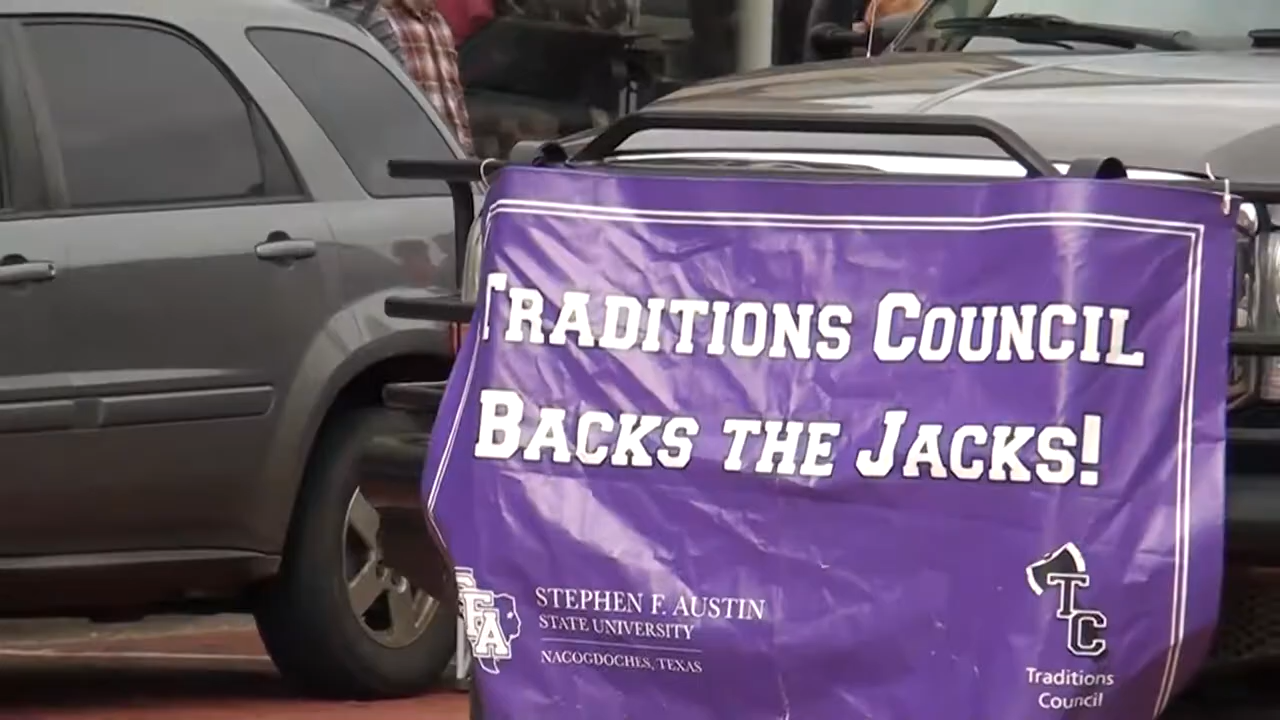 TRADITIONS COUNCIL
BACKS THE JACKS!
SFA
STEPHEN F. AUSTIN
STATE UNIVERSITY
NACOGDOCHES, TEXAS
TC
Traditions
Council